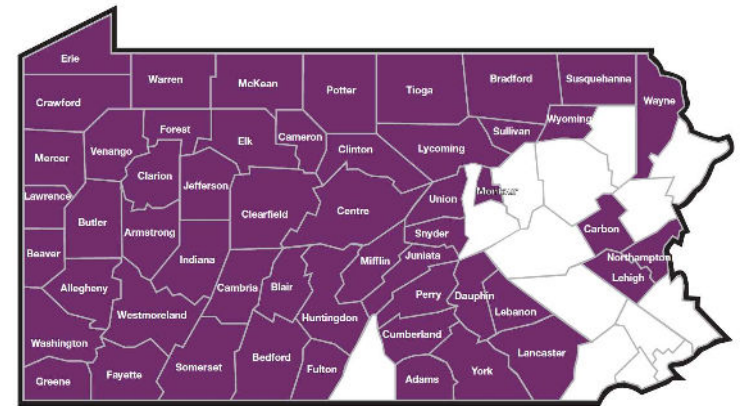 Erie
Warren
McKean
Potter
Tioga
Bradford
Susquehanna
Wayne
Crawford
Forest
Elk
Cameron
Clinton
Lycoming
Sullivan
Wyoming
Mercer
Venango
Clarion
Jefferson
Clearfield
Centre
Union
Montour
Lawrence
Butler
Armstrong
Indiana
Snyder
Carbon
Beaver
Allegheny
Cambria
Blair
Mifflin
Juniata
Northampton
Lehigh
Westmoreland
Huntingdon
Perry
Dauphin
Lebanon
Washington
Cumberland
Lancaster
Greene
Fayette
Somerset
Bedford
Fulton
Adams
York